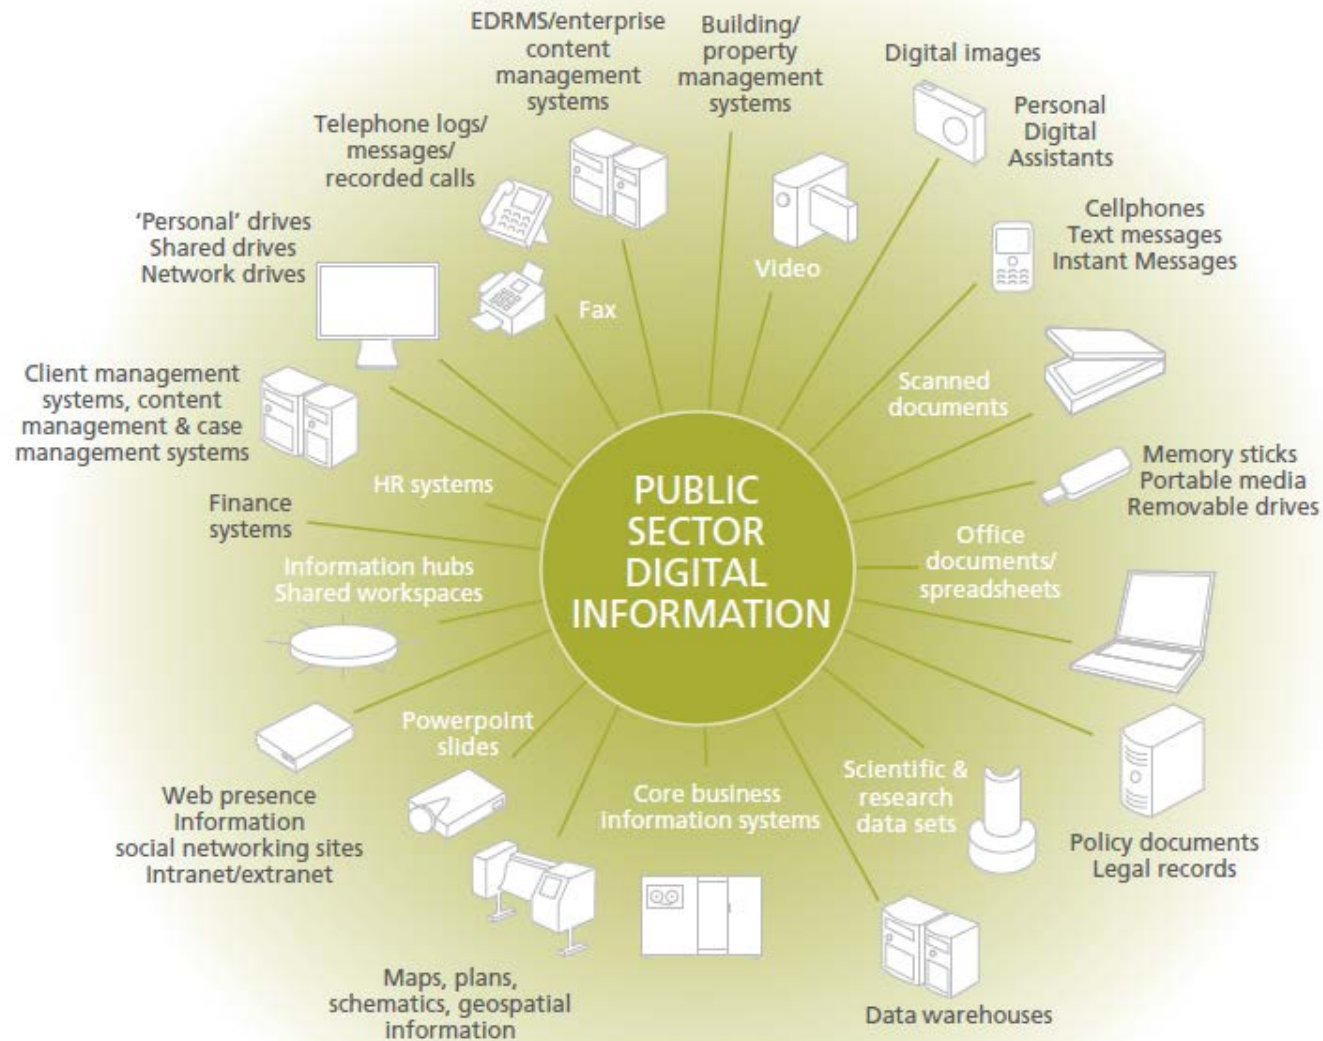 EDRMS/enterprise
content
management
systems
Building/
property
management
systems
Digital images
Personal
Digital
Assistants
Telephone logs/
messages/
recorded calls
'Personal' drives
Shared drives
Network drives
Cellphones
Text messages
Instant Messages
Video
Fax
Client management
systems, content
management & case
management systems
Scanned
documents
HR systems
Memory sticks
Portable media
Removable drives
Finance
systems
PUBLIC
SECTOR
DIGITAL
INFORMATION
Office
documents/
spreadsheets
Information hubs
Shared workspaces
Powerpoint
slides
Web presence
Information
social networking sites
Intranet/extranet
Core business
information systems
Scientific &
research
data sets
Policy documents
Legal records
Maps, plans,
schematics, geospatial
information
Data warehouses